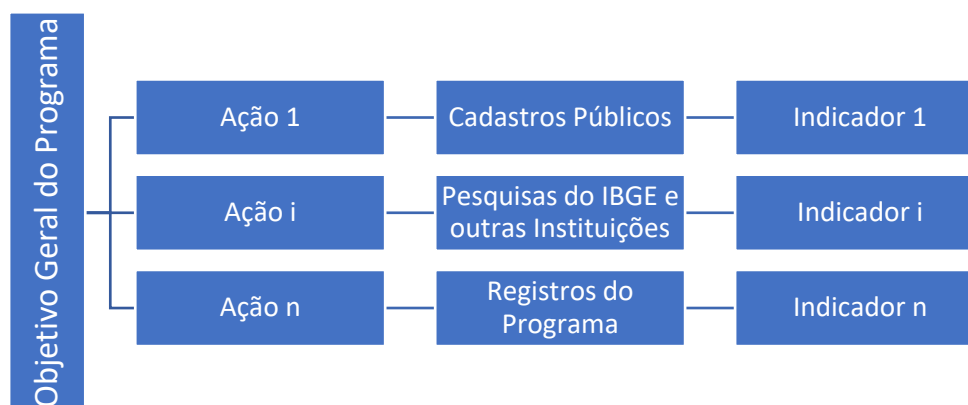 Objetivo Geral do Programa
Ação 1
Cadastros Públicos
Indicador 1
Ação i
Pesquisas do IBGE e
outras Instituições
Indicador i
Ação n
Registros do
Programa
Indicador n